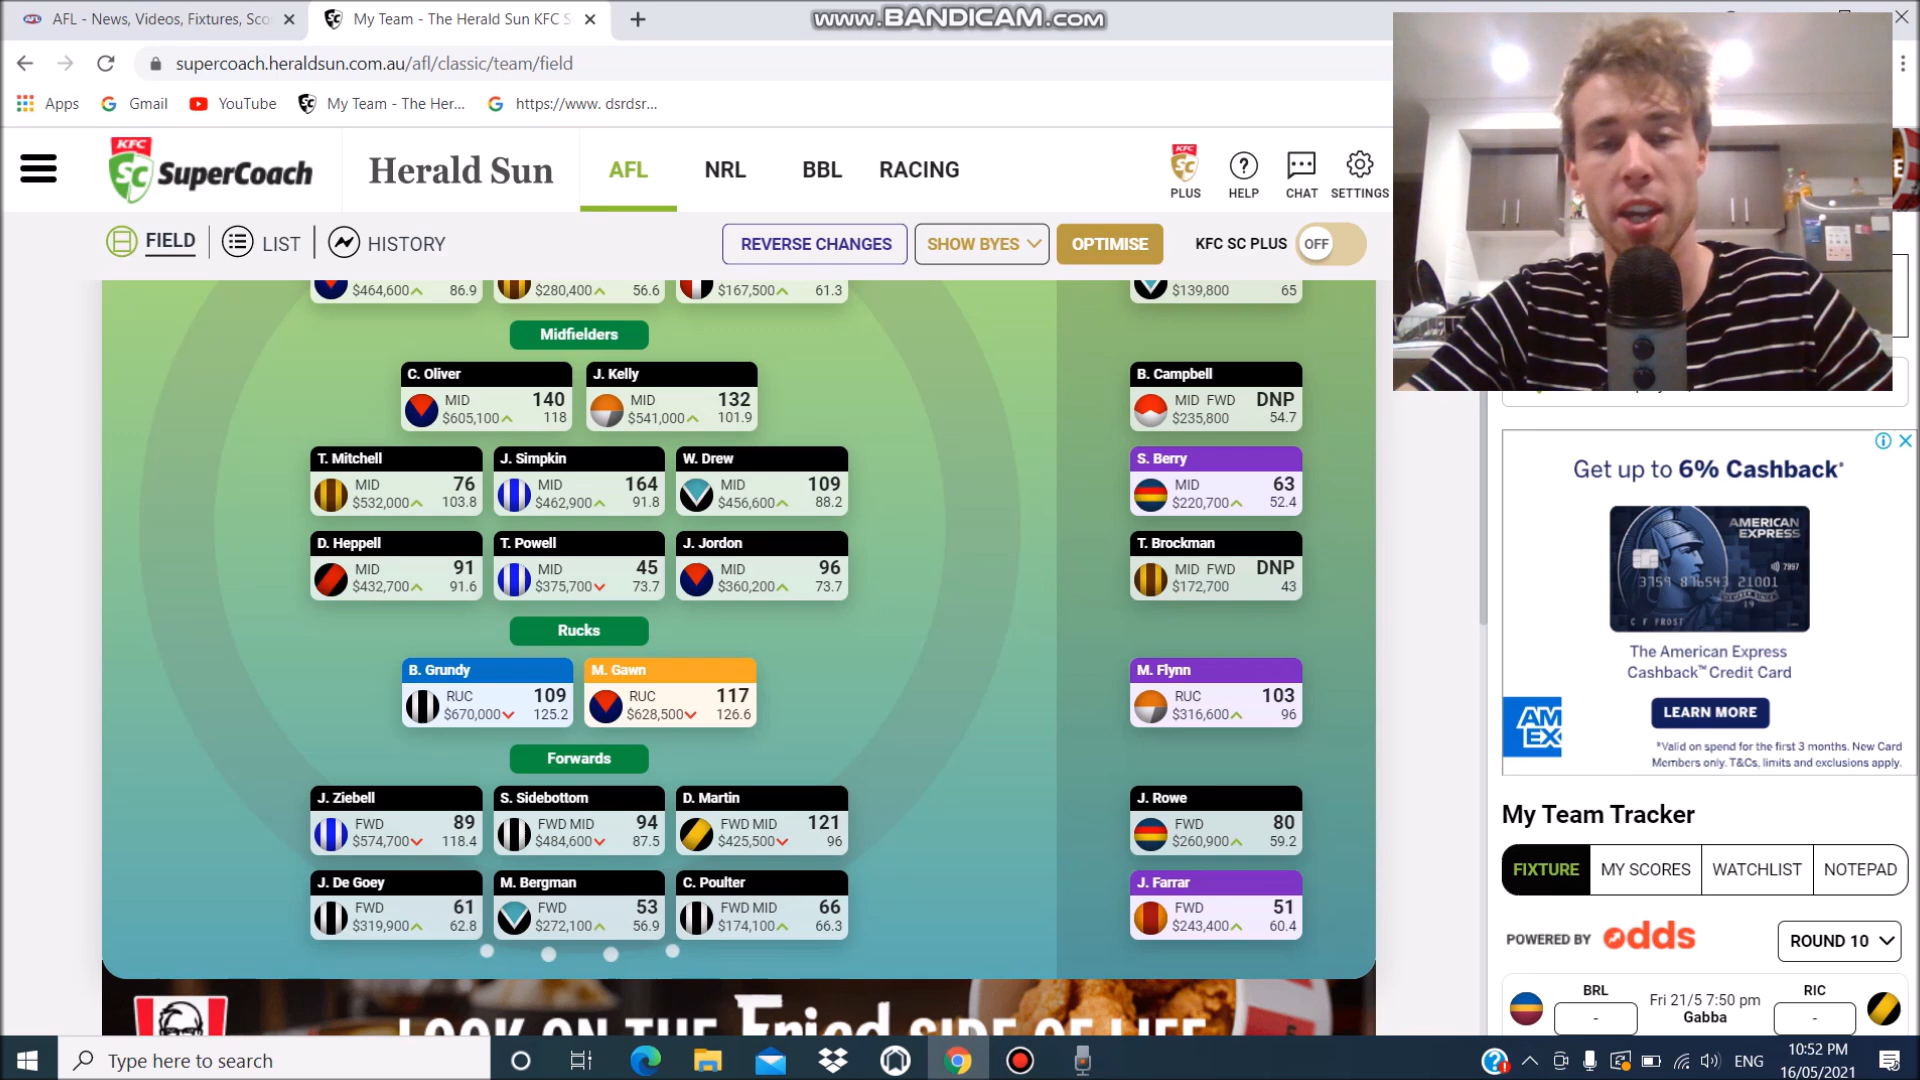 AFL - News, Videos, Fixtures, Sco
My Team - The Herald Sun KFC S
www.BANDICAM.com
supercoach.heraldsun.com.au/afl/classic/team/field
Apps
Gmail
YouTube
My Team - The Her...
https://www. dsrdsr...
KFC
SC
SuperCoach
Herald Sun
AFL
NRL
BBL
RACING
PLUS
HELP
CHAT
SETTINGS
FIELD
LIST
HISTORY
REVERSE CHANGES
SHOW BYES
OPTIMISE
KFC SC PLUS
OFF
$464,600 86.9
$280,400 56.6
$167,500 61.3
$139,800 65
Midfielders
C. Oliver
MID 140
$605,100 118
J. Kelly
MID 132
$541,000 101.9
B. Campbell
MID FWD DNP
$235,800 54.7
T. Mitchell
MID 76
$532,000 103.8
J. Simpkin
MID 164
$462,900 91.8
W. Drew
MID 109
$456,600 88.2
S. Berry
MID 63
$220,700 52.4
D. Heppell
MID 91
$432,700 91.6
T. Powell
MID 45
$375,700 73.7
J. Jordon
MID 96
$360,200 73.7
T. Brockman
MID FWD DNP
$172,700 43
Rucks
B. Grundy
RUC 109
$670,000 125.2
M. Gawn
RUC 117
$628,500 126.6
M. Flynn
RUC 103
$316,600 96
Forwards
J. Ziebell
FWD 89
$574,700 118.4
S. Sidebottom
FWD MID 94
$484,600 87.5
D. Martin
FWD MID 121
$425,500 96
J. Rowe
FWD 80
$260,900 59.2
J. De Goey
FWD 61
$319,900 62.8
M. Bergman
FWD 53
$272,100 56.9
C. Poulter
FWD MID 66
$174,100 66.3
J. Farrar
FWD 51
$243,400 60.4
LOOK ON THE Fried SIDE OF LIFE
Get up to 6% Cashback*
AMERICAN
EXPRESS
3759 876543 21001
C F FROST
The American Express
Cashback™ Credit Card
AM
EX
LEARN MORE
*Valid on spend for the first 3 months. New Card
Members only. T&Cs, limits and exclusions apply.
My Team Tracker
FIXTURE
MY SCORES
WATCHLIST
NOTEPAD
POWERED BY odds
ROUND 10
BRL
-
Fri 21/5 7:50 pm
Gabba
RIC
-
Type here to search
ENG
10:52 PM
16/05/2021